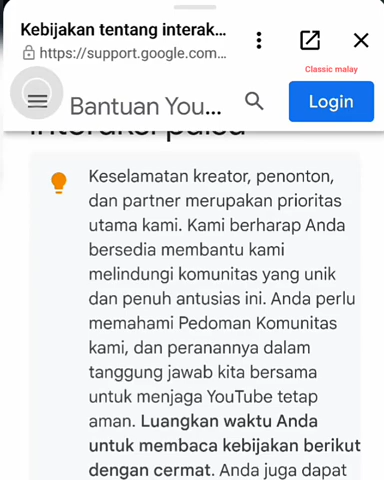 Kebijakan tentang interak...
https://support.google.com...
Classic malay
Bantuan You...
Login
Keselamatan kreator, penonton,
dan partner merupakan prioritas
utama kami. Kami berharap Anda
bersedia membantu kami
melindungi komunitas yang unik
dan penuh antusias ini. Anda perlu
memahami Pedoman Komunitas
kami, dan peranannya dalam
tanggung jawab kita bersama
untuk menjaga YouTube tetap
aman. Luangkan waktu Anda
untuk membaca kebijakan berikut
dengan cermat. Anda juga dapat